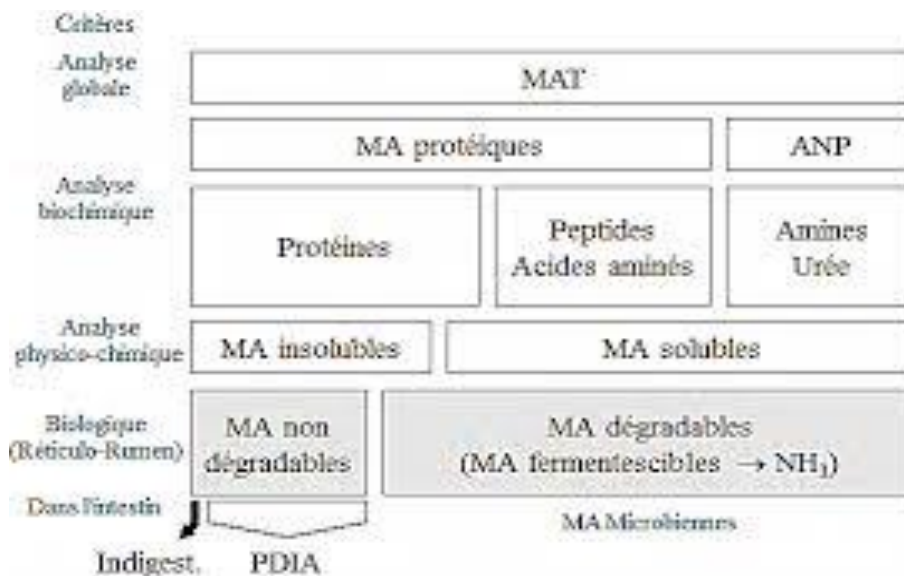 Critères
Analyse
globale
MAT
MA protéiques
ANP
Analyse
biochimique
Protéines
Peptides
Acides aminés
Amines
Urée
Analyse
physico-chimique
MA insolubles
MA solubles
Biologique
(Réticulo-Rumen)
MA non
dégradables
MA dégradables
(MA fermentescibles → NH₃)
Dans l'intestin
MA Microbiennes
Indigest.
PDIA